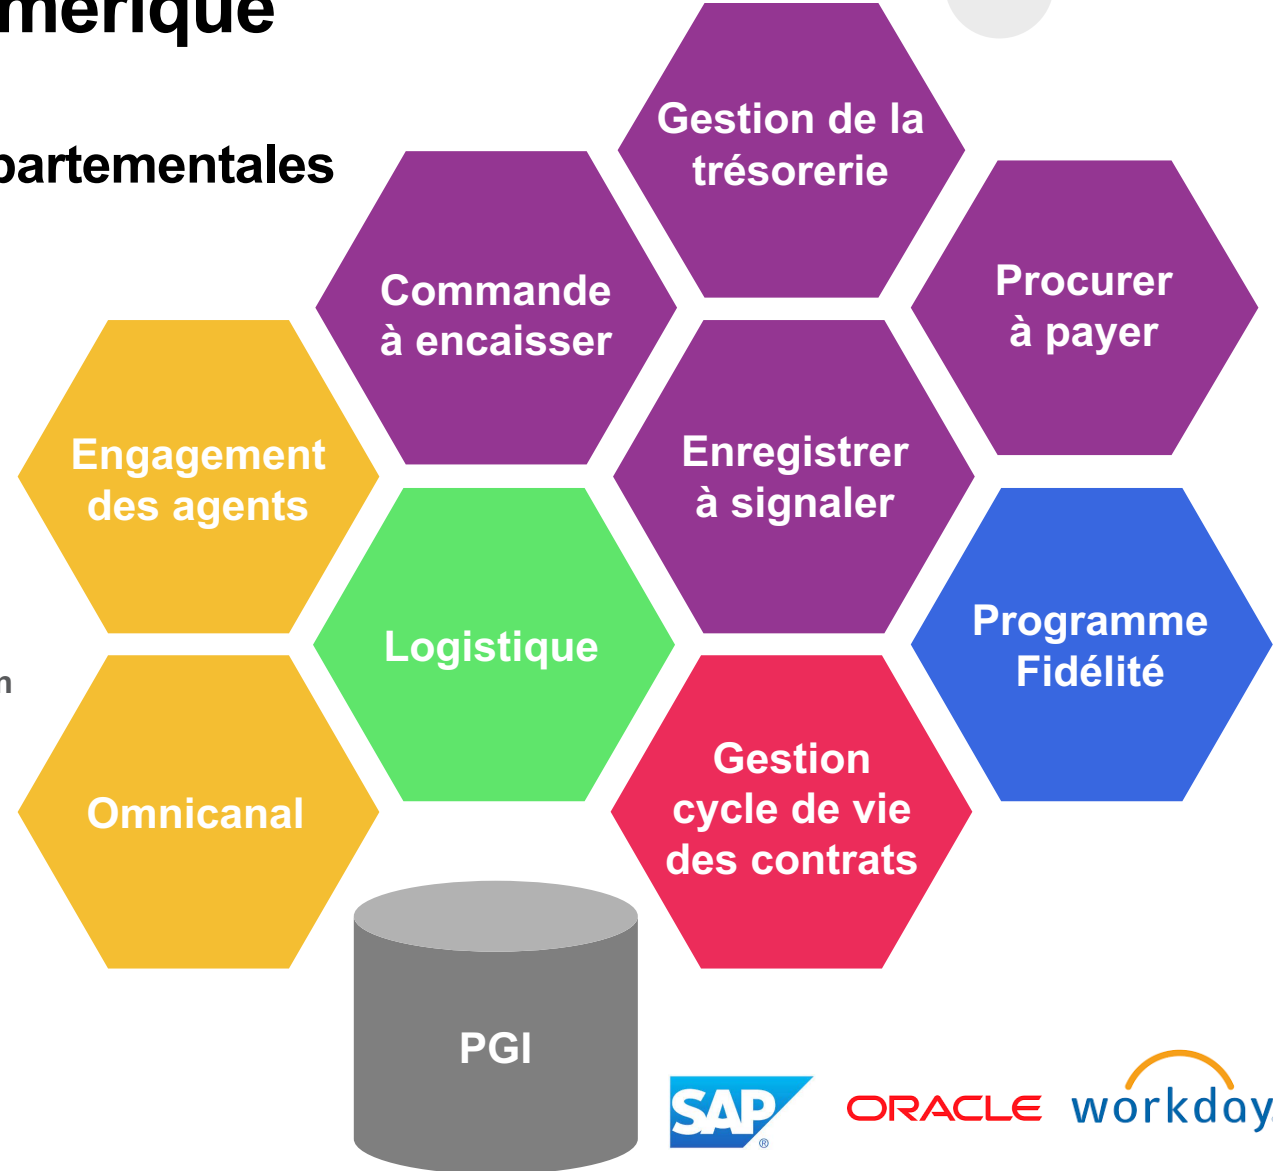 mérique
partementales
Gestion de la
trésorerie
Commande
à encaisser
Procurer
à payer
Engagement
des agents
Enregistrer
à signaler
Logistique
Programme
Fidélité
n
Omnicanal
Gestion
cycle de vie
des contrats
PGI
SAP
®
ORACLE
workday.